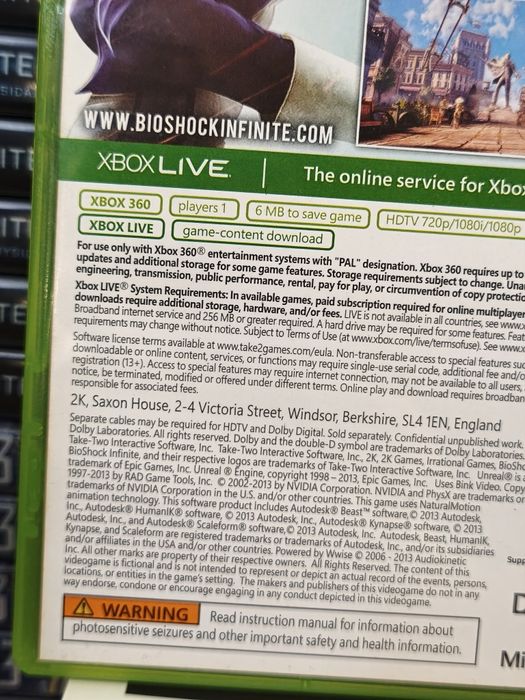 WWW.BIOSHOCKINFINITE.COM
XBOX LIVE. The online service for Xbo
XBOX 360 players 1 6 MB to save game HDTV 720p/1080i/1080p
XBOX LIVE game-content download
For use only with Xbox 360® entertainment systems with "PAL" designation. Xbox 360 requires up to
updates and additional storage for some game features. Storage requirements subject to change. Una
engineering, transmission, public performance, rental, pay for play, or circumvention of copy protectio
Xbox LIVE® System Requirements: In available games, paid subscription required for online multiplayer
downloads require additional storage, hardware, and/or fees. LIVE is not available in all countries, see www.x
Broadband internet service and 256 MB or greater required. A hard drive may be required for some features. Feat
requirements may change without notice. Subject to Terms of Use (at www.xbox.com/live/termsofuse). See www.x
Software license terms available at www.take2games.com/eula. Non-transferable access to special features suc
downloadable or online content, services, or functions may require single-use serial code, additional fee and/o
registration (13+). Access to special features may require internet connection, may not be available to all users,
notice, be terminated, modified or offered under different terms. Online play and download requires broadban
responsible for associated fees.
2K, Saxon House, 2-4 Victoria Street, Windsor, Berkshire, SL4 1EN, England
Separate cables may be required for HDTV and Dolby Digital. Sold separately. Confidential unpublished work,
Dolby Laboratories. All rights reserved. Dolby and the double-D symbol are trademarks of Dolby Laboratories.
Take-Two Interactive Software, Inc. Take-Two Interactive Software, Inc., 2K, 2K Games, Irrational Games, BioSho
BioShock Infinite, and their respective logos are trademarks of Take-Two Interactive Software, Inc. Unreal® is a
trademark of Epic Games, Inc. Unreal ® Engine, copyright 1998 – 2013, Epic Games, Inc. Uses Bink Video. Copy
1997-2013 by RAD Game Tools, Inc. © 2002-2013 by NVIDIA Corporation. NVIDIA and PhysX are trademarks or
trademarks of NVIDIA Corporation in the U.S. and/or other countries. This game uses NaturalMotion
animation technology. This software product includes Autodesk® Beast™ software, © 2013 Autodesk,
Inc., Autodesk® HumanIK® software, © 2013 Autodesk, Inc., Autodesk® Kynapse® software, © 2013
Autodesk, Inc., and Autodesk® Scaleform® software, © 2013 Autodesk, Inc. Autodesk, Beast, HumanIK,
Kynapse, and Scaleform are registered trademarks or trademarks of Autodesk, Inc., and/or its subsidiaries
and/or affiliates in the USA and/or other countries. Powered by Wwise © 2006 - 2013 Audiokinetic
Inc. All other marks are property of their respective owners. All Rights Reserved. The content of this
videogame is fictional and is not intended to represent or depict an actual record of the events, persons,
locations, or entities in the game's setting. The makers and publishers of this videogame do not in any
way endorse, condone or encourage engaging in any conduct depicted in this videogame.
WARNING Read instruction manual for information about
photosensitive seizures and other important safety and health information.
Supp
D
Mi